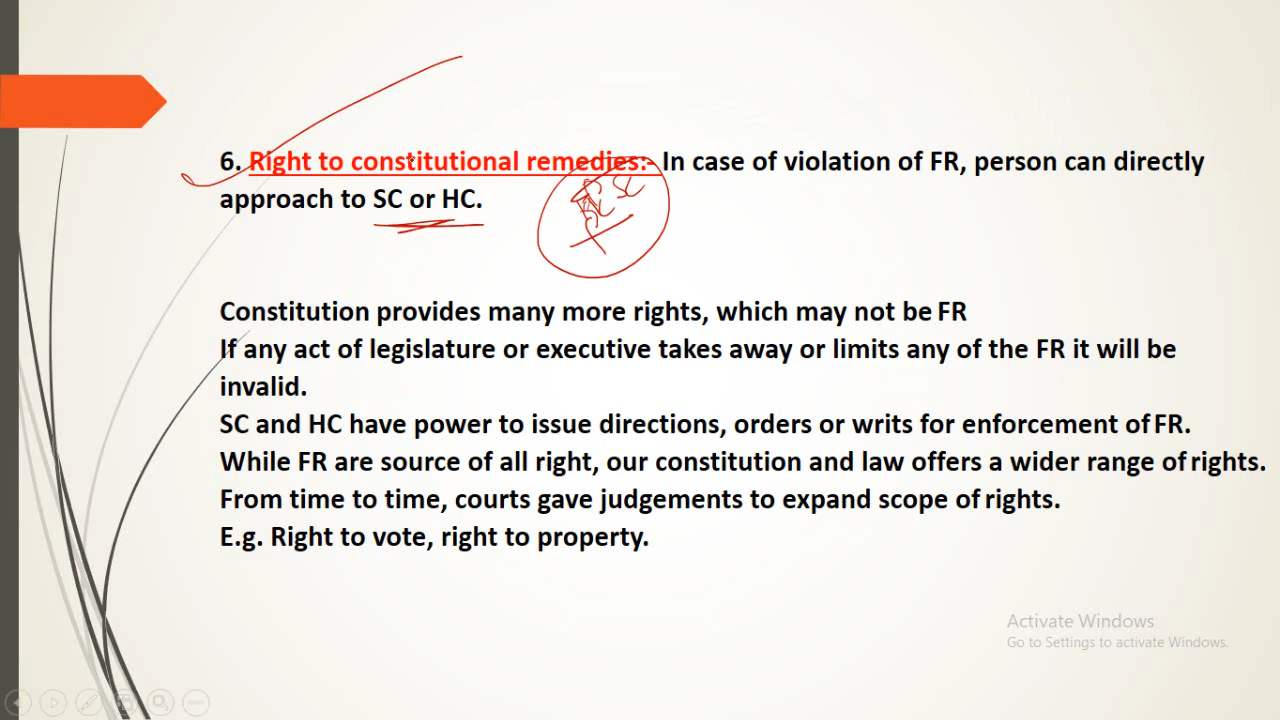 6. Right to constitutional remedies:- In case of violation of FR, person can directly
approach to SC or HC.
SC
Constitution provides many more rights, which may not be FR
If any act of legislature or executive takes away or limits any of the FR it will be
invalid.
SC and HC have power to issue directions, orders or writs for enforcement of FR.
While FR are source of all right, our constitution and law offers a wider range of rights.
From time to time, courts gave judgements to expand scope of rights.
E.g. Right to vote, right to property.
Activate Windows
Go to Settings to activate Windows.